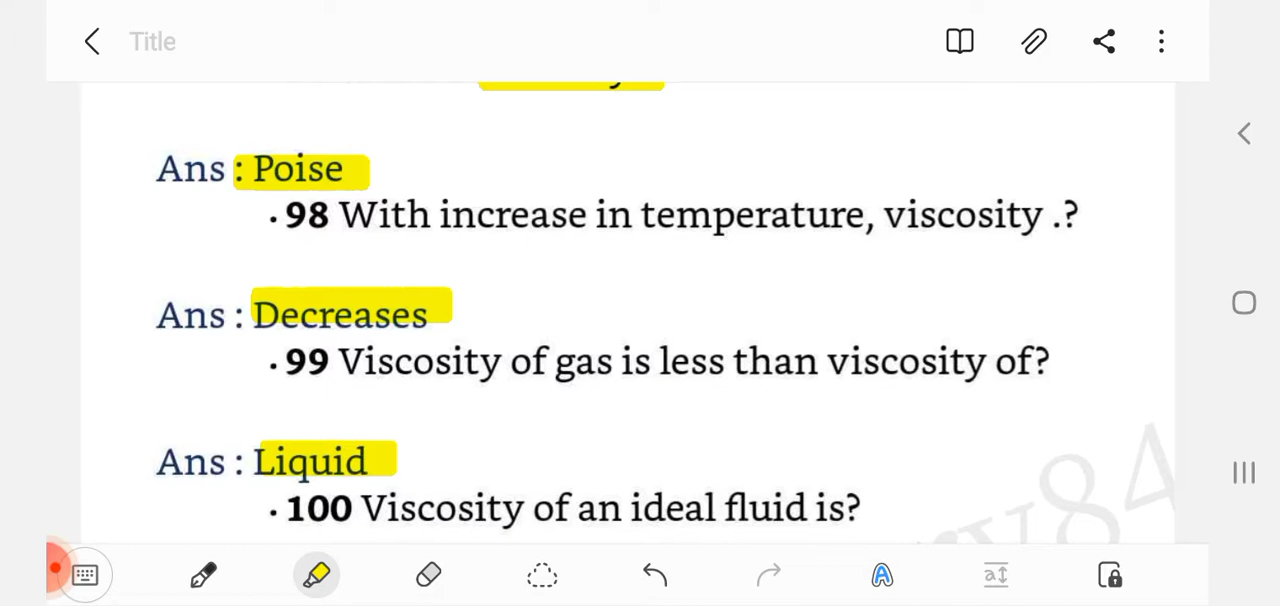 Title
Ans : Poise
· 98 With increase in temperature, viscosity .?
Ans : Decreases
· 99 Viscosity of gas is less than viscosity of?
Ans : Liquid
· 100 Viscosity of an ideal fluid is?